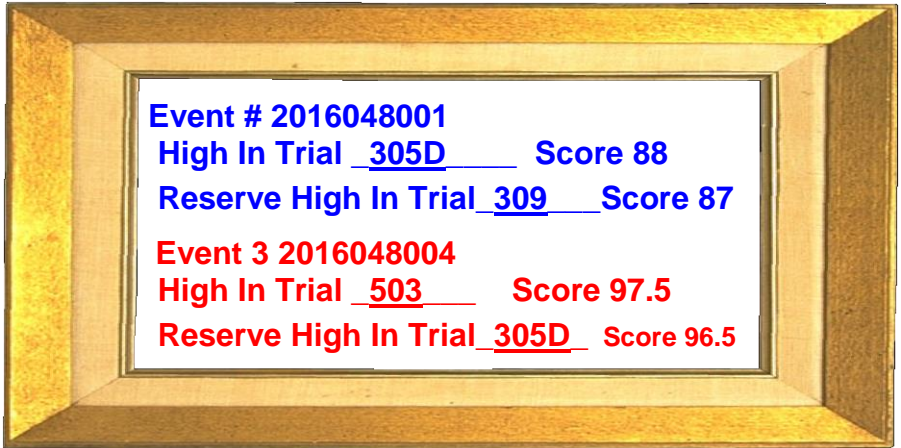 Event # 2016048001
High In Trial _305D____ Score 88
Reserve High In Trial_309___Score 87
Event 3 2016048004
High In Trial _503___ Score 97.5
Reserve High In Trial_305D_ Score 96.5